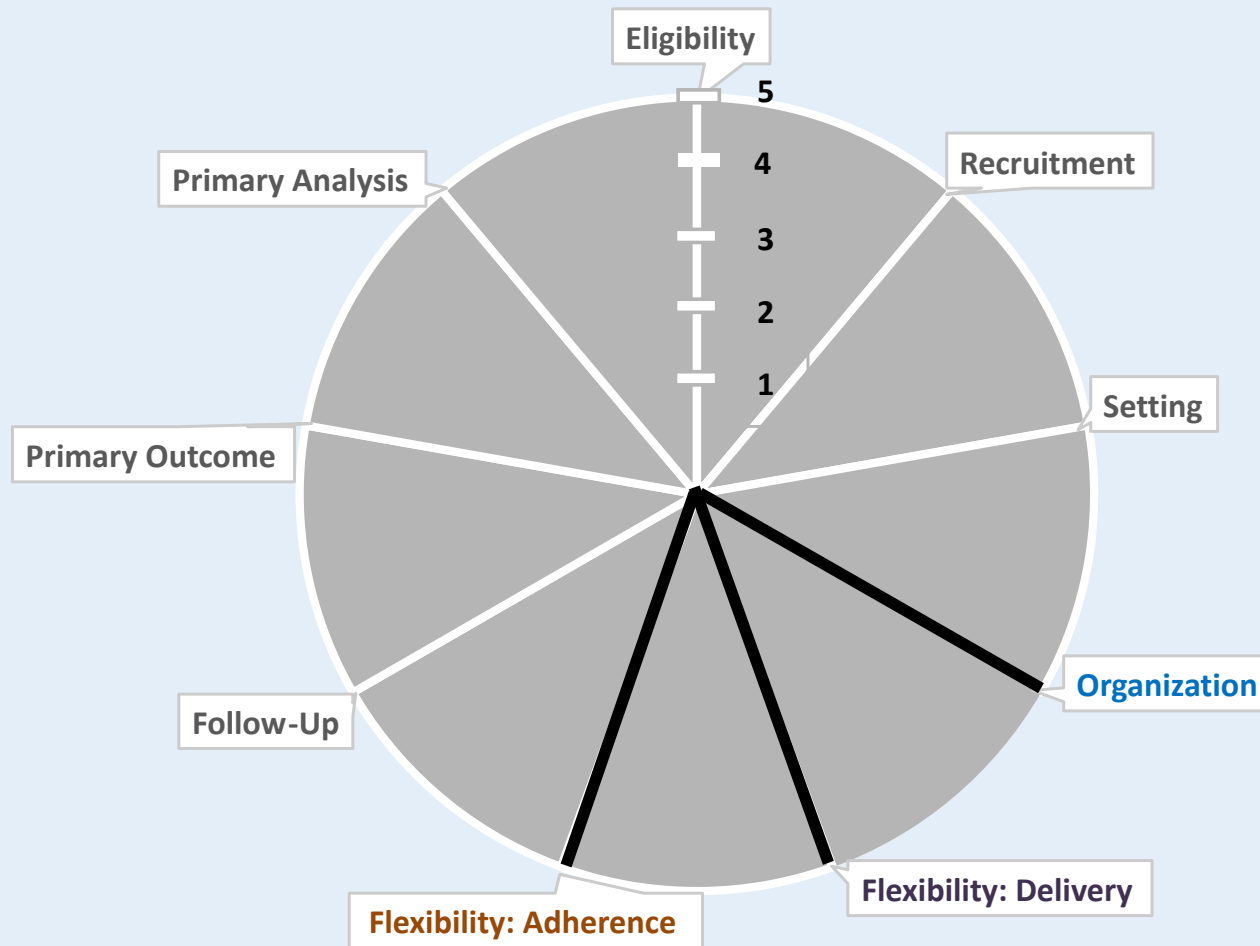 Eligibility
5
4
3
2
1
Recruitment
Setting
Organization
Flexibility: Delivery
Flexibility: Adherence
Follow-Up
Primary Outcome
Primary Analysis